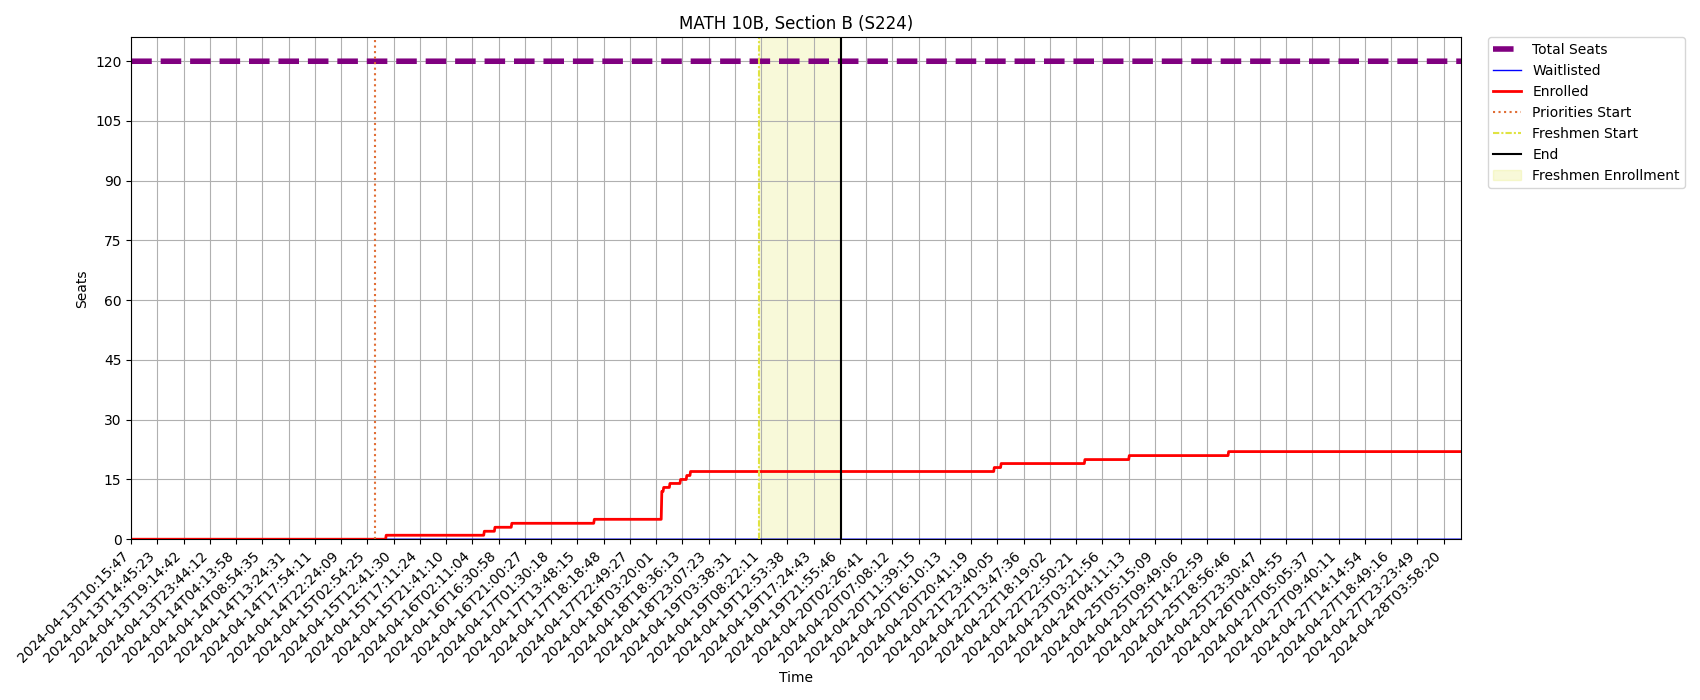 MATH 10B, Section B (S224)
Total Seats
Waitlisted
Enrolled
Priorities Start
Freshmen Start
End
Freshmen Enrollment
Seats
120
105
90
75
60
45
30
15
0
2024-04-13T10:15:47
2024-04-13T14:45:23
2024-04-13T19:14:42
2024-04-13T23:44:12
2024-04-14T04:13:58
2024-04-14T08:54:35
2024-04-14T13:24:31
2024-04-14T17:54:11
2024-04-14T22:24:09
2024-04-15T02:54:25
2024-04-15T12:41:30
2024-04-15T17:11:24
2024-04-15T21:41:10
2024-04-16T02:11:04
2024-04-16T16:30:58
2024-04-16T21:00:27
2024-04-17T01:30:18
2024-04-17T13:48:15
2024-04-17T18:18:48
2024-04-17T22:49:27
2024-04-18T03:20:01
2024-04-18T18:36:13
2024-04-18T23:07:23
2024-04-19T03:38:31
2024-04-19T08:22:11
2024-04-19T12:53:38
2024-04-19T17:24:43
2024-04-19T21:55:46
2024-04-20T02:26:41
2024-04-20T07:08:12
2024-04-20T11:39:15
2024-04-20T16:10:13
2024-04-20T20:41:19
2024-04-21T23:40:05
2024-04-22T13:47:36
2024-04-22T18:19:02
2024-04-22T22:50:21
2024-04-23T03:21:56
2024-04-24T04:11:13
2024-04-25T05:15:09
2024-04-25T09:49:06
2024-04-25T14:22:59
2024-04-25T18:56:46
2024-04-25T23:30:47
2024-04-26T04:04:55
2024-04-27T05:05:37
2024-04-27T09:40:11
2024-04-27T14:14:54
2024-04-27T18:49:16
2024-04-27T23:23:49
2024-04-28T03:58:20
Time